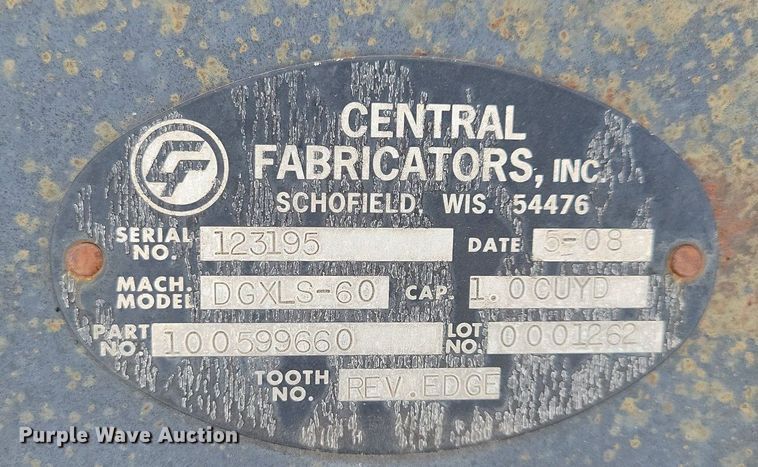 CENTRAL
FABRICATORS, INC.
SCHOFIELD, WIS. 54476
SERIAL NO. 123195 DATE 5-08
MACH. MODEL DGXLS-60 CAP. 1.0CUYD
PART NO. 100599660 LOT NO. 0001262
TOOTH NO. REV.EDGE
Purple Wave Auction